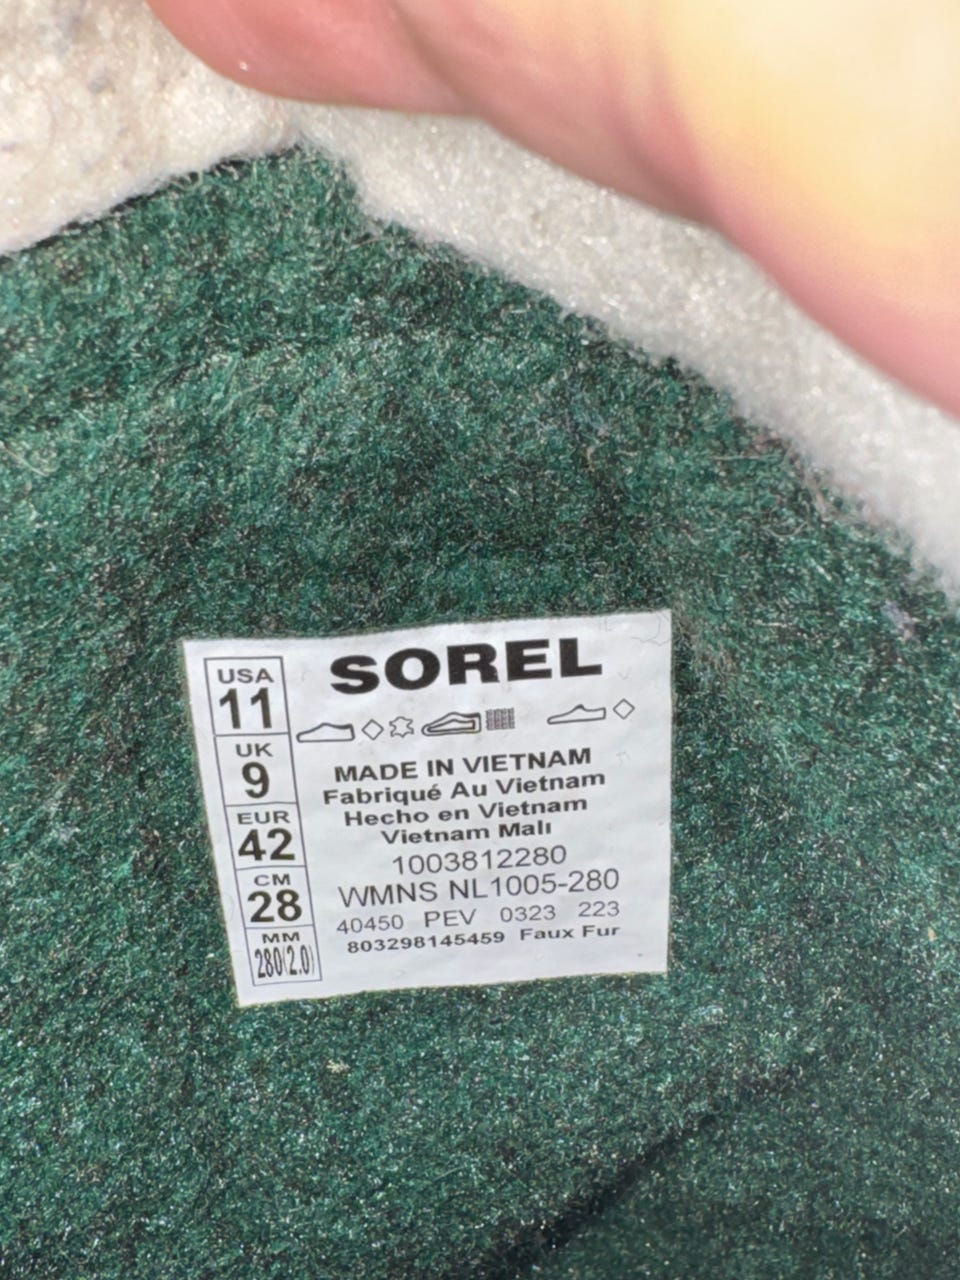 SOREL
USA
11
UK
9
EUR
42
CM
28
MM
280(2.0)
MADE IN VIETNAM
Fabriqué Au Vietnam
Hecho en Vietnam
Vietnam Malı
1003812280
WMNS NL1005-280
40450 PEV 0323 223
803298145459 Faux Fur